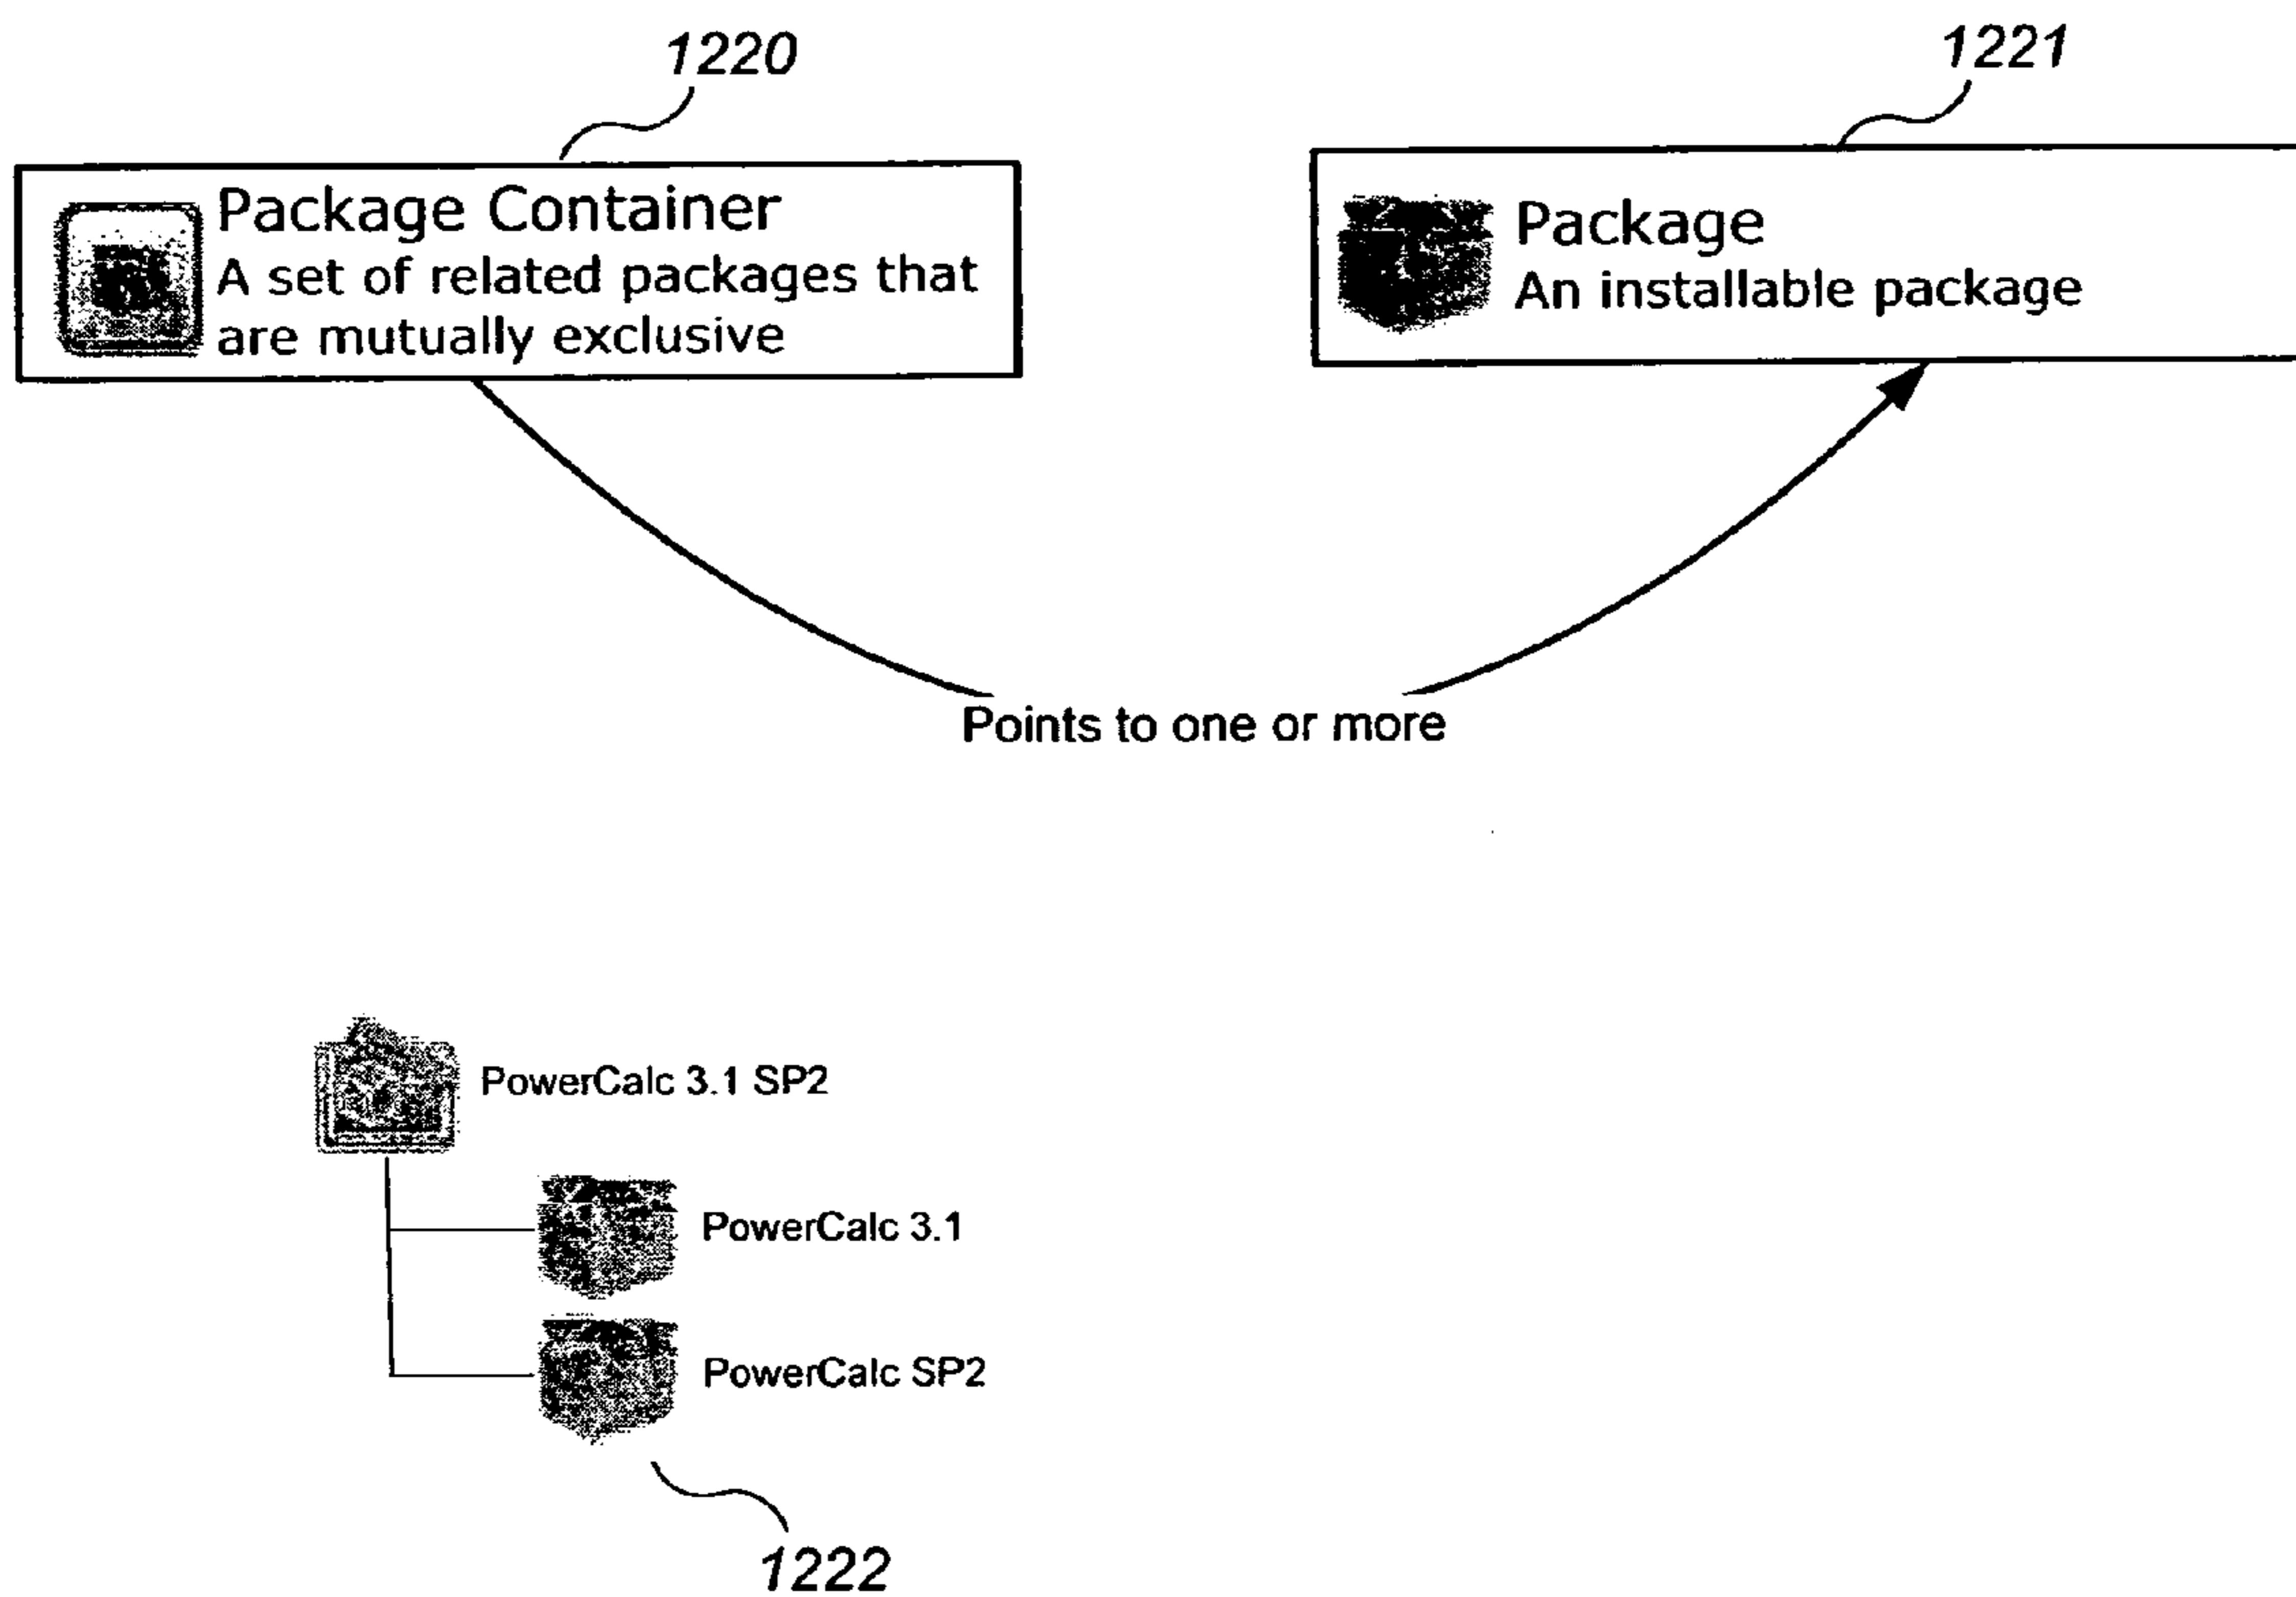 1220
1221
Package Container
A set of related packages that
are mutually exclusive
Package
An installable package
Points to one or more
PowerCalc 3.1 SP2
PowerCalc 3.1
PowerCalc SP2
1222